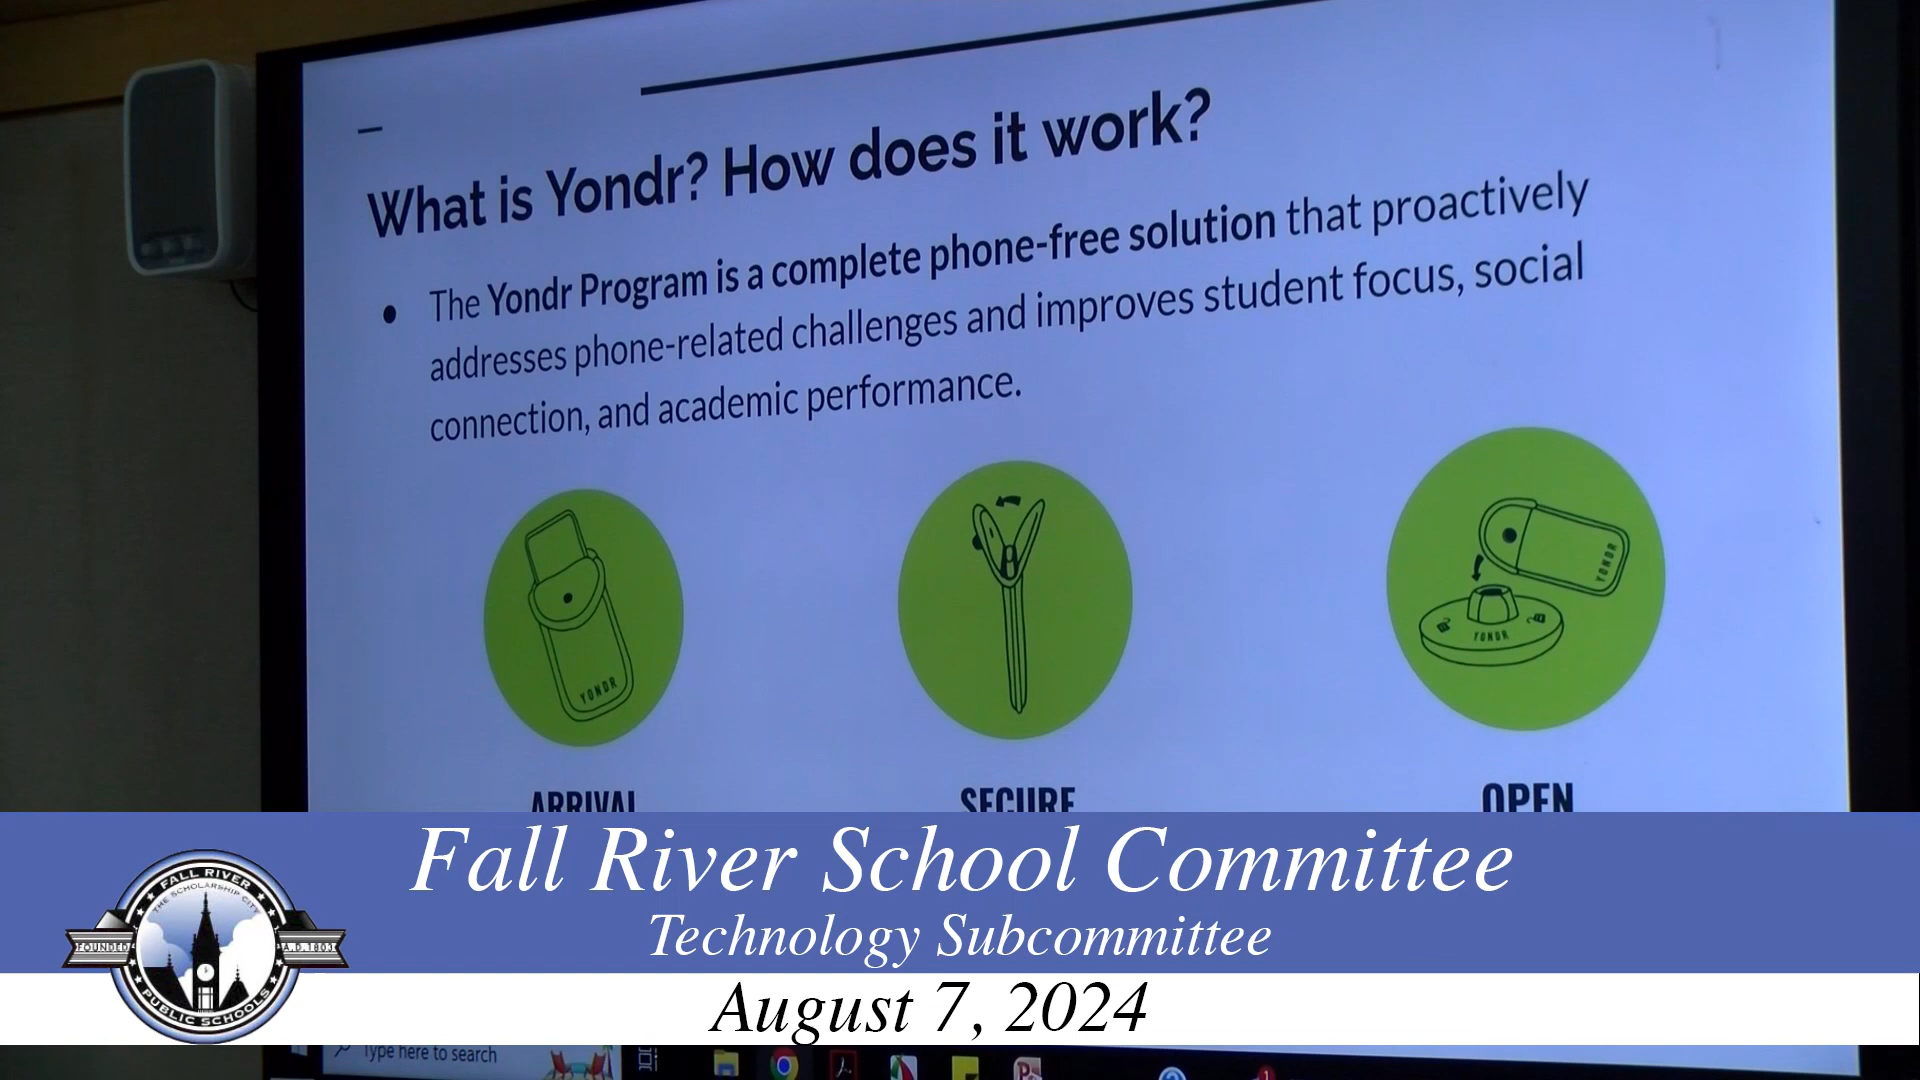 What is Yondr? How does it work?
● The Yondr Program is a complete phone-free solution that proactively
addresses phone-related challenges and improves student focus, social
connection, and academic performance.
YONDR
YONDR
YONDR
ARRIVAL
SECURE
OPEN
Fall River School Committee
Technology Subcommittee
August 7, 2024
FALL RIVER
THE SCHOLARSHIP CITY
FOUNDED
A.D. 1803
PUBLIC SCHOOLS
Type here to search
1